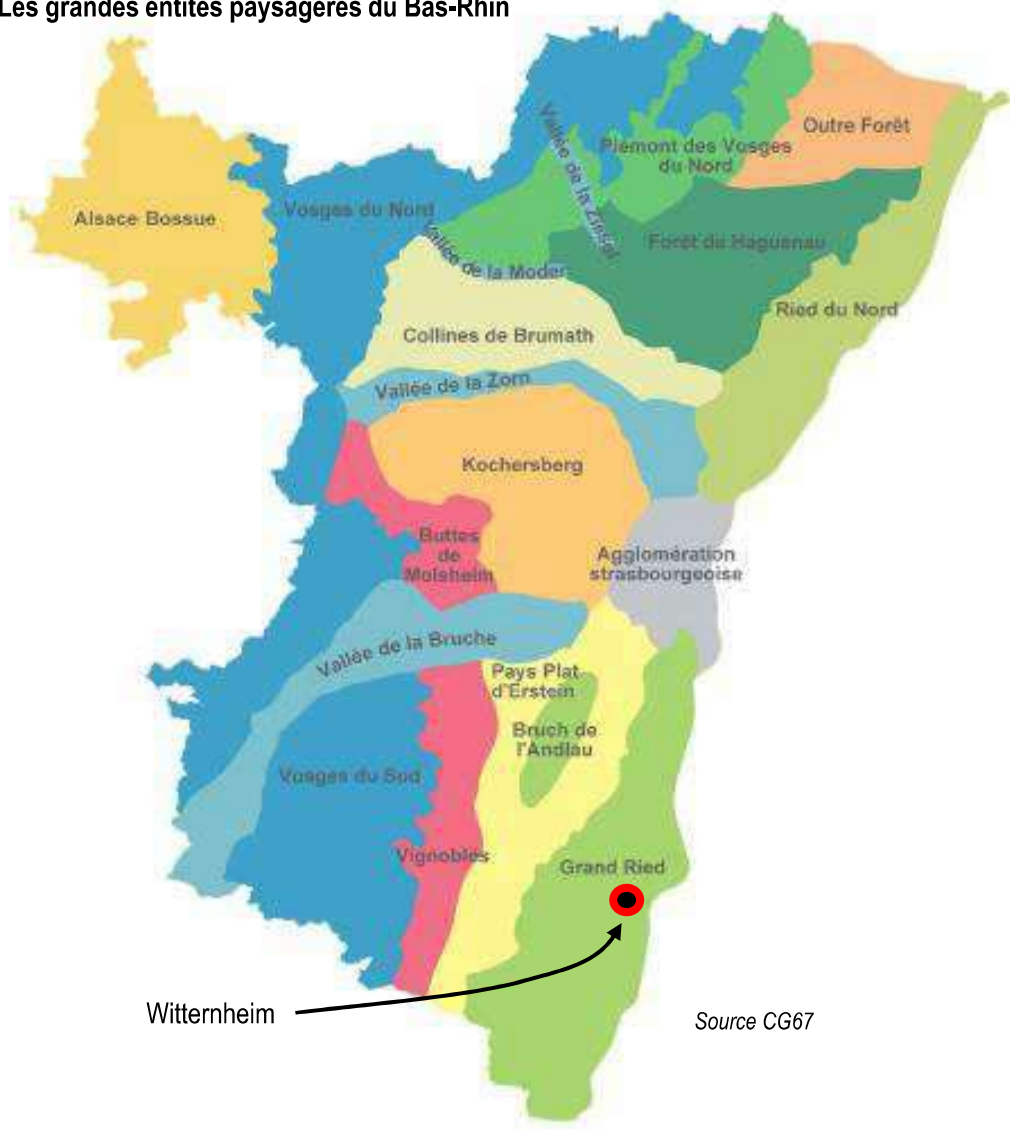 Les grandes entités paysagères du Bas-Rhin
Outre Forêt
Piémont des Vosges
du Nord
Vallée de la Zinsel
Alsace Bossue
Vosges du Nord
Forêt de Haguenau
Vallée de la Moder
Ried du Nord
Collines de Brumath
Vallée de la Zorn
Kochersberg
Buttes
de
Molsheim
Agglomération
strasbourgeoise
Vallée de la Bruche
Pays Plat
d'Erstein
Bruch de
l'Andlau
Vosges du Sud
Vignobles
Grand Ried
Witternheim
Source CG67